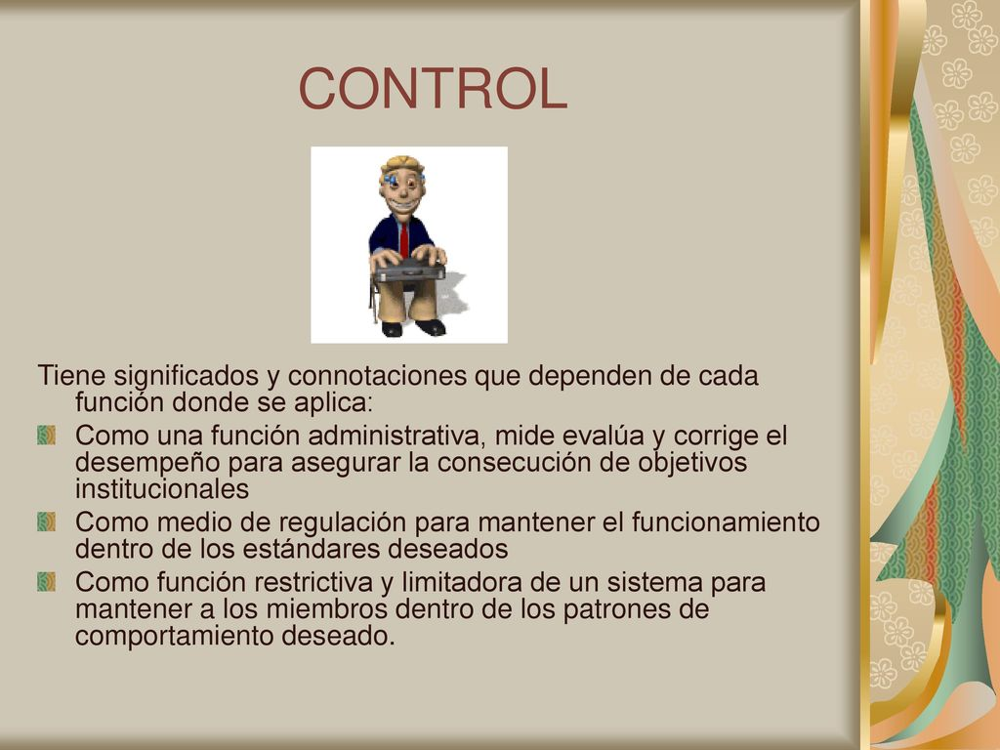 CONTROL
Tiene significados y connotaciones que dependen de cada
función donde se aplica:
Como una función administrativa, mide evalúa y corrige el
desempeño para asegurar la consecución de objetivos
institucionales
Como medio de regulación para mantener el funcionamiento
dentro de los estándares deseados
Como función restrictiva y limitadora de un sistema para
mantener a los miembros dentro de los patrones de
comportamiento deseado.